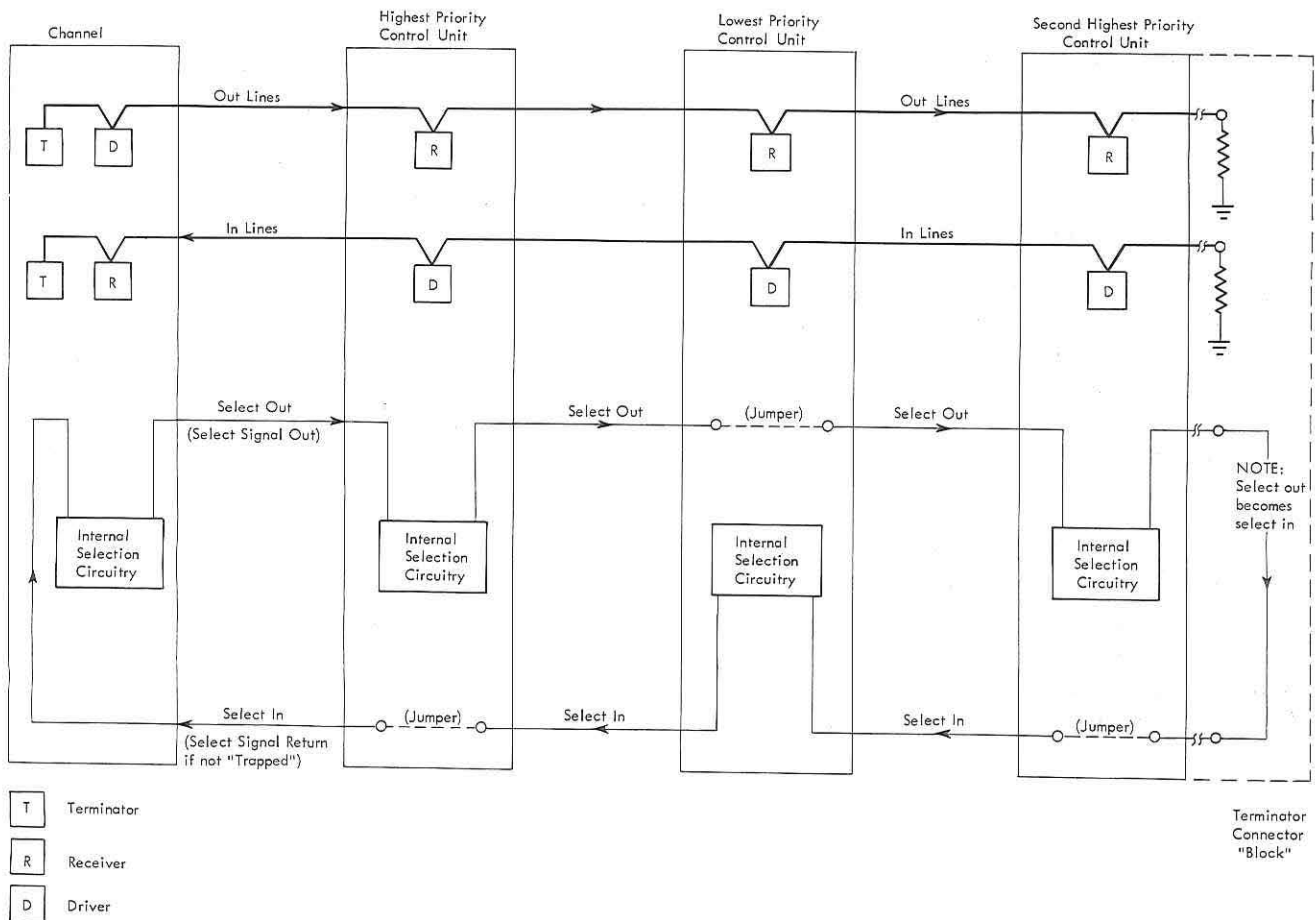 Channel
Highest Priority
Control Unit
Lowest Priority
Control Unit
Second Highest Priority
Control Unit
Out Lines
Out Lines
T
D
R
R
R
In Lines
In Lines
T
R
D
D
D
Select Out
(Select Signal Out)
Select Out
(Jumper)
Select Out
NOTE:
Select out
becomes
select in
Internal
Selection
Circuitry
Internal
Selection
Circuitry
Internal
Selection
Circuitry
Internal
Selection
Circuitry
Select In
(Select Signal Return
if not "Trapped")
(Jumper)
Select In
Select In
(Jumper)
T Terminator
R Receiver
D Driver
Terminator
Connector
"Block"